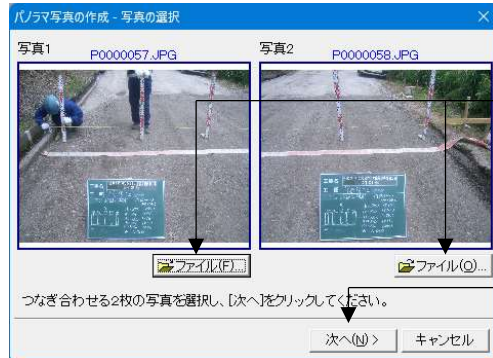 パノラマ写真の作成 - 写真の選択
写真1 P0000057.JPG
写真2 P0000058.JPG
ファイル(F)...
ファイル(O)...
つなぎ合わせる2枚の写真を選択し、[次へ]をクリックしてください。
次へ(N) >
キャンセル